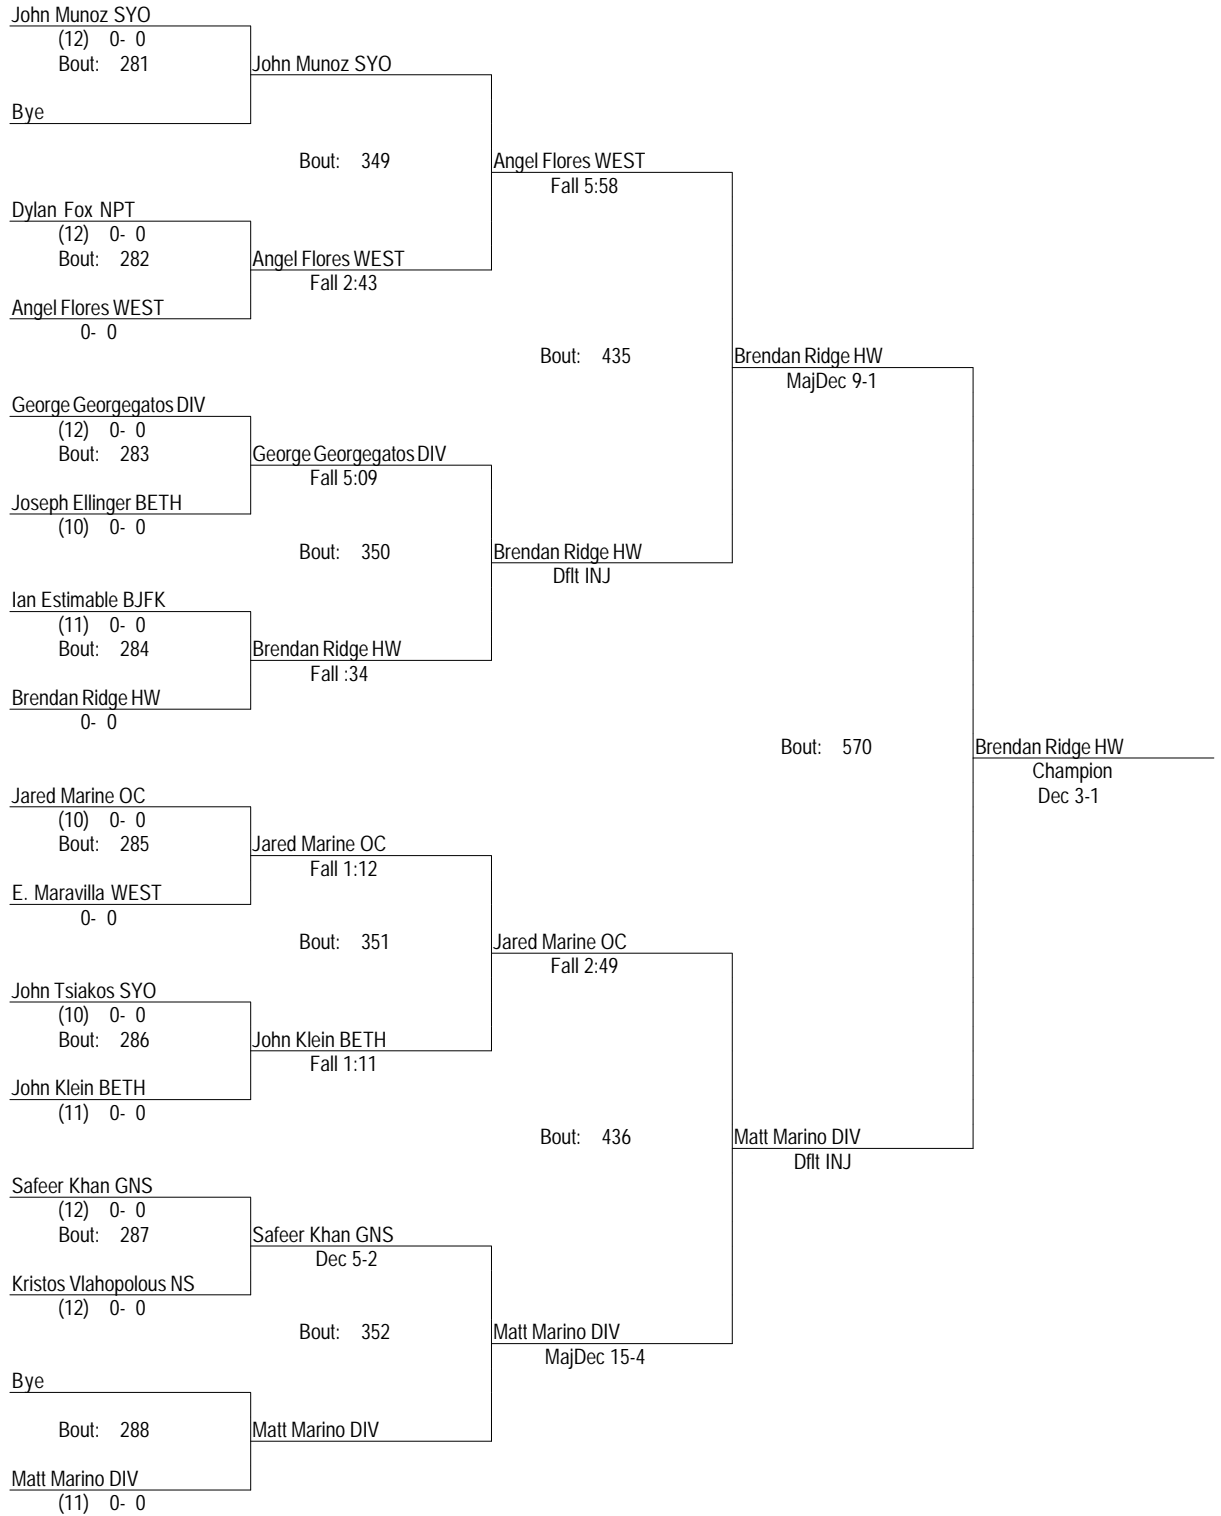 John Munoz SYO
(12) 0- 0
Bout: 281
John Munoz SYO
Bye
Bout: 349
Angel Flores WEST
Fall 5:58
Dylan Fox NPT
(12) 0- 0
Bout: 282
Angel Flores WEST
Fall 2:43
Angel Flores WEST
0- 0
Bout: 435
Brendan Ridge HW
MajDec 9-1
George Georgegatos DIV
(12) 0- 0
Bout: 283
George Georgegatos DIV
Fall 5:09
Joseph Ellinger BETH
(10) 0- 0
Bout: 350
Brendan Ridge HW
Dflt INJ
Ian Estimable BJFK
(11) 0- 0
Bout: 284
Brendan Ridge HW
Fall :34
Brendan Ridge HW
0- 0
Bout: 570
Brendan Ridge HW
Champion
Dec 3-1
Jared Marine OC
(10) 0- 0
Bout: 285
Jared Marine OC
Fall 1:12
E. Maravilla WEST
0- 0
Bout: 351
Jared Marine OC
Fall 2:49
John Tsiakos SYO
(10) 0- 0
Bout: 286
John Klein BETH
Fall 1:11
John Klein BETH
(11) 0- 0
Bout: 436
Matt Marino DIV
Dflt INJ
Safeer Khan GNS
(12) 0- 0
Bout: 287
Safeer Khan GNS
Dec 5-2
Kristos Vlahopolous NS
(12) 0- 0
Bout: 352
Matt Marino DIV
MajDec 15-4
Bye
Bout: 288
Matt Marino DIV
Matt Marino DIV
(11) 0- 0